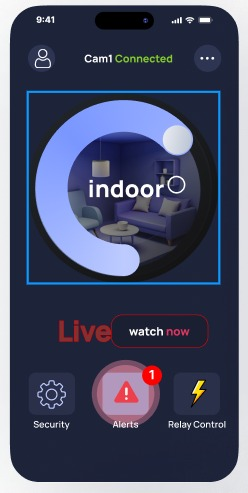 9:41
Cam1 Connected
indoor
Live
watch now
1
Security
Alerts
Relay Control